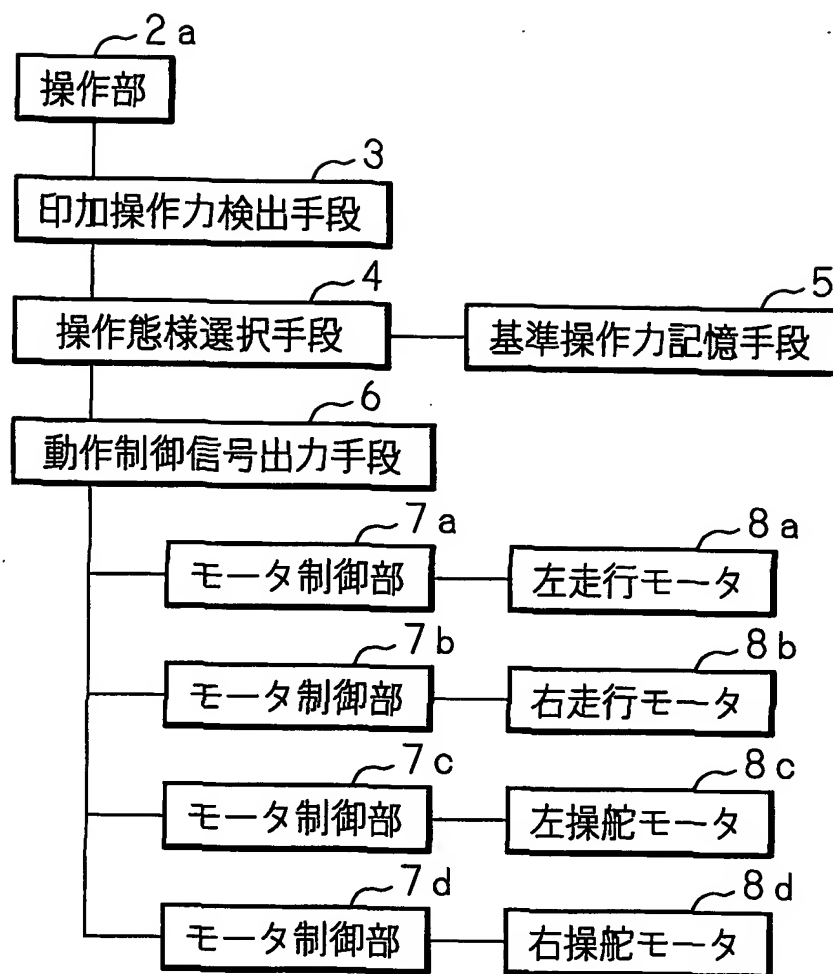 2a
操作部
3
印加操作力検出手段
4
操作態様選択手段
5
基準操作力記憶手段
6
動作制御信号出力手段
7a
モータ制御部
8a
左走行モータ
7b
モータ制御部
8b
右走行モータ
7c
モータ制御部
8c
左操舵モータ
7d
モータ制御部
8d
右操舵モータ